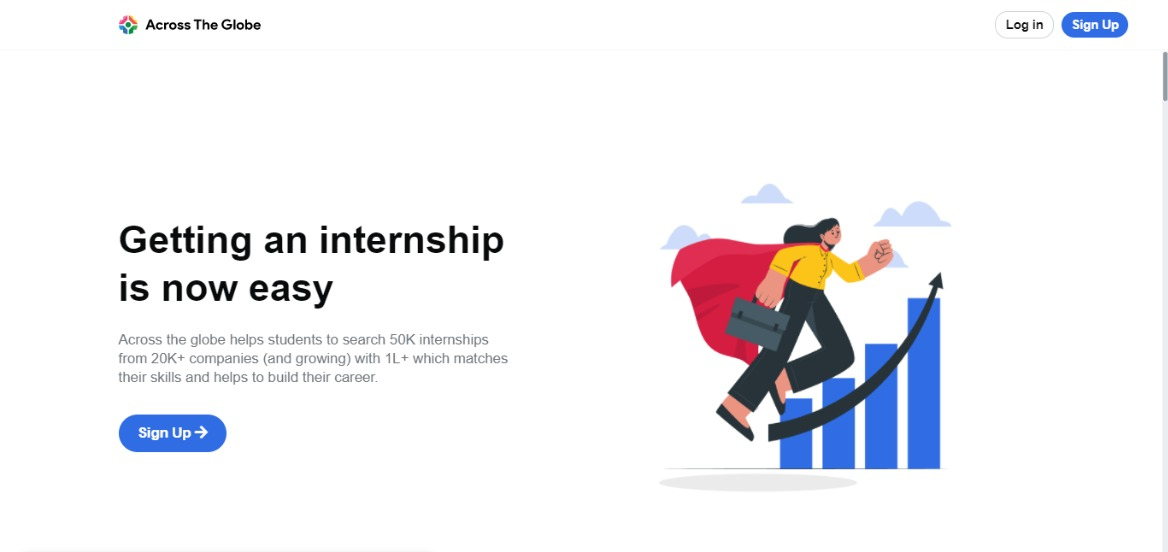 Across The Globe
Log in
Sign Up
Getting an internship
is now easy
Across the globe helps students to search 50K internships
from 20K+ companies (and growing) with 1L+ which matches
their skills and helps to build their career.
Sign Up